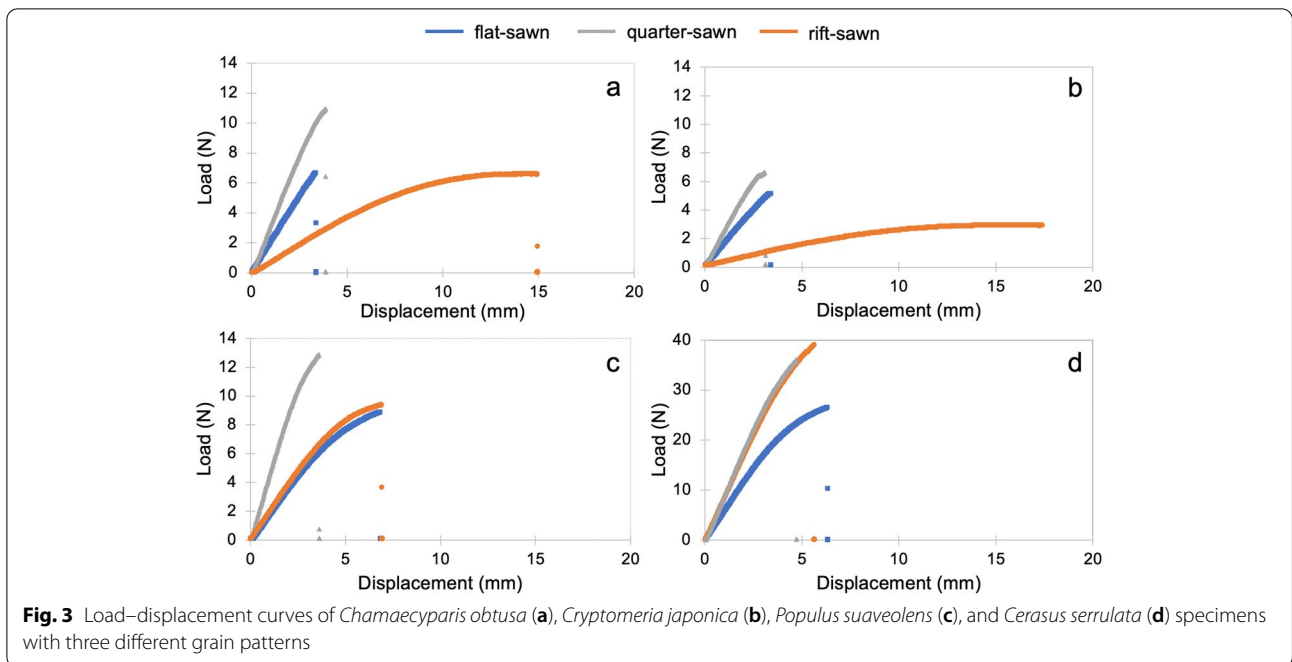 flat-sawn quarter-sawn rift-sawn
a
14
12
10
8
6
4
2
0
Load (N)
0 5 10 15 20
Displacement (mm)
b
14
12
10
8
6
4
2
0
Load (N)
0 5 10 15 20
Displacement (mm)
c
14
12
10
8
6
4
2
0
Load (N)
0 5 10 15 20
Displacement (mm)
d
40
30
20
10
0
Load (N)
0 5 10 15 20
Displacement (mm)
Fig. 3 Load–displacement curves of Chamaecyparis obtusa (a), Cryptomeria japonica (b), Populus suaveolens (c), and Cerasus serrulata (d) specimens
with three different grain patterns